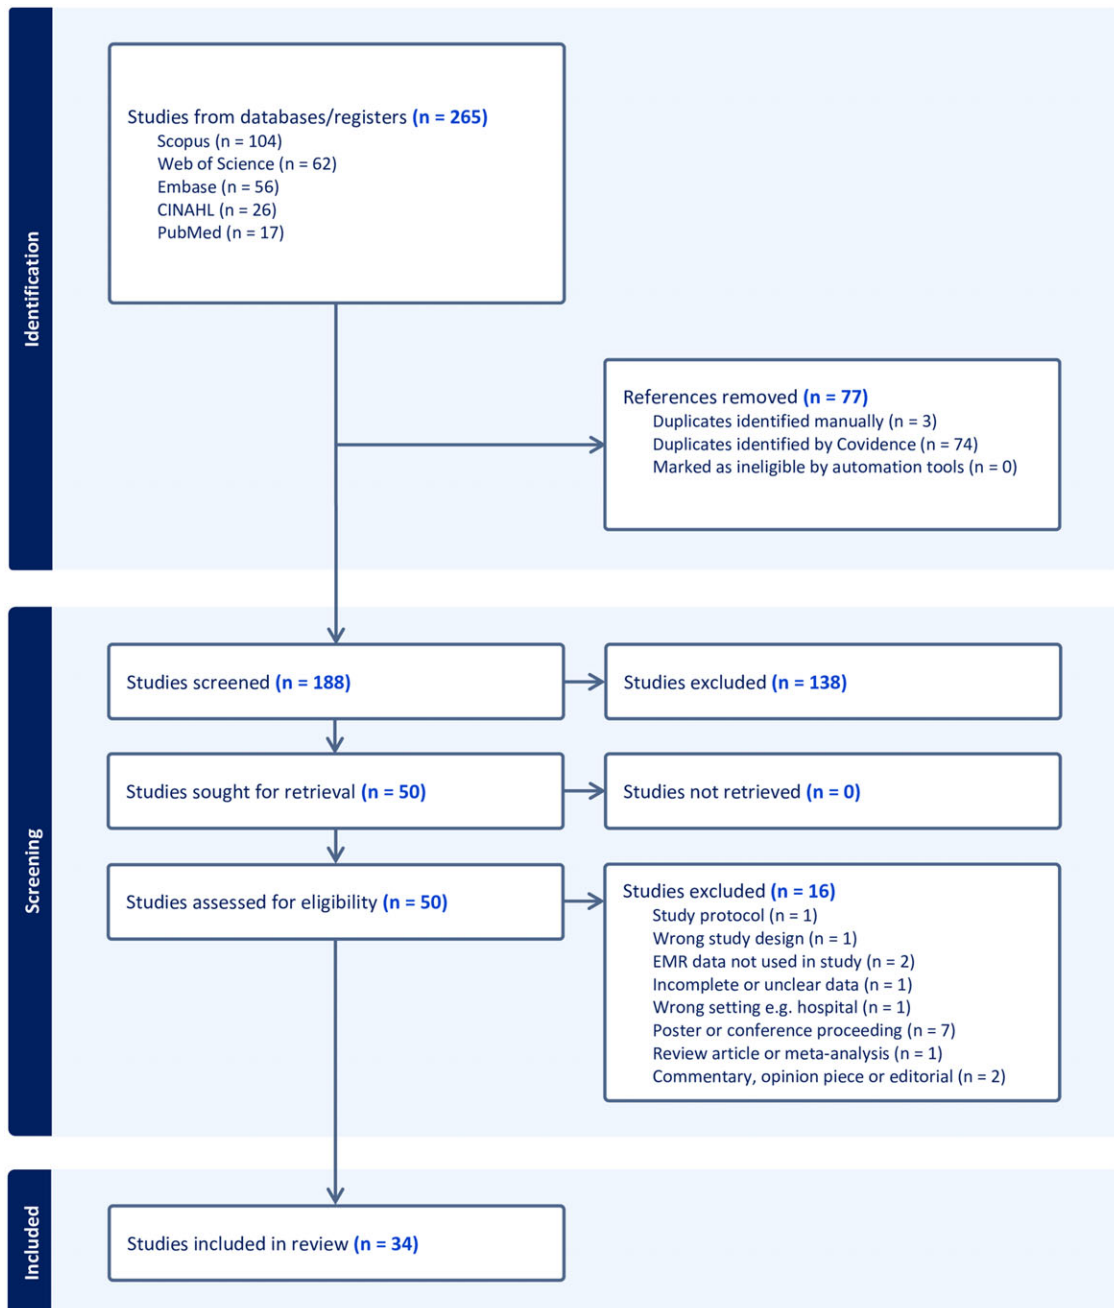 Identification
Studies from databases/registers (n = 265)
Scopus (n = 104)
Web of Science (n = 62)
Embase (n = 56)
CINAHL (n = 26)
PubMed (n = 17)
References removed (n = 77)
Duplicates identified manually (n = 3)
Duplicates identified by Covidence (n = 74)
Marked as ineligible by automation tools (n = 0)
Screening
Studies screened (n = 188)
Studies excluded (n = 138)
Studies sought for retrieval (n = 50)
Studies not retrieved (n = 0)
Studies assessed for eligibility (n = 50)
Studies excluded (n = 16)
Study protocol (n = 1)
Wrong study design (n = 1)
EMR data not used in study (n = 2)
Incomplete or unclear data (n = 1)
Wrong setting e.g. hospital (n = 1)
Poster or conference proceeding (n = 7)
Review article or meta-analysis (n = 1)
Commentary, opinion piece or editorial (n = 2)
Included
Studies included in review (n = 34)